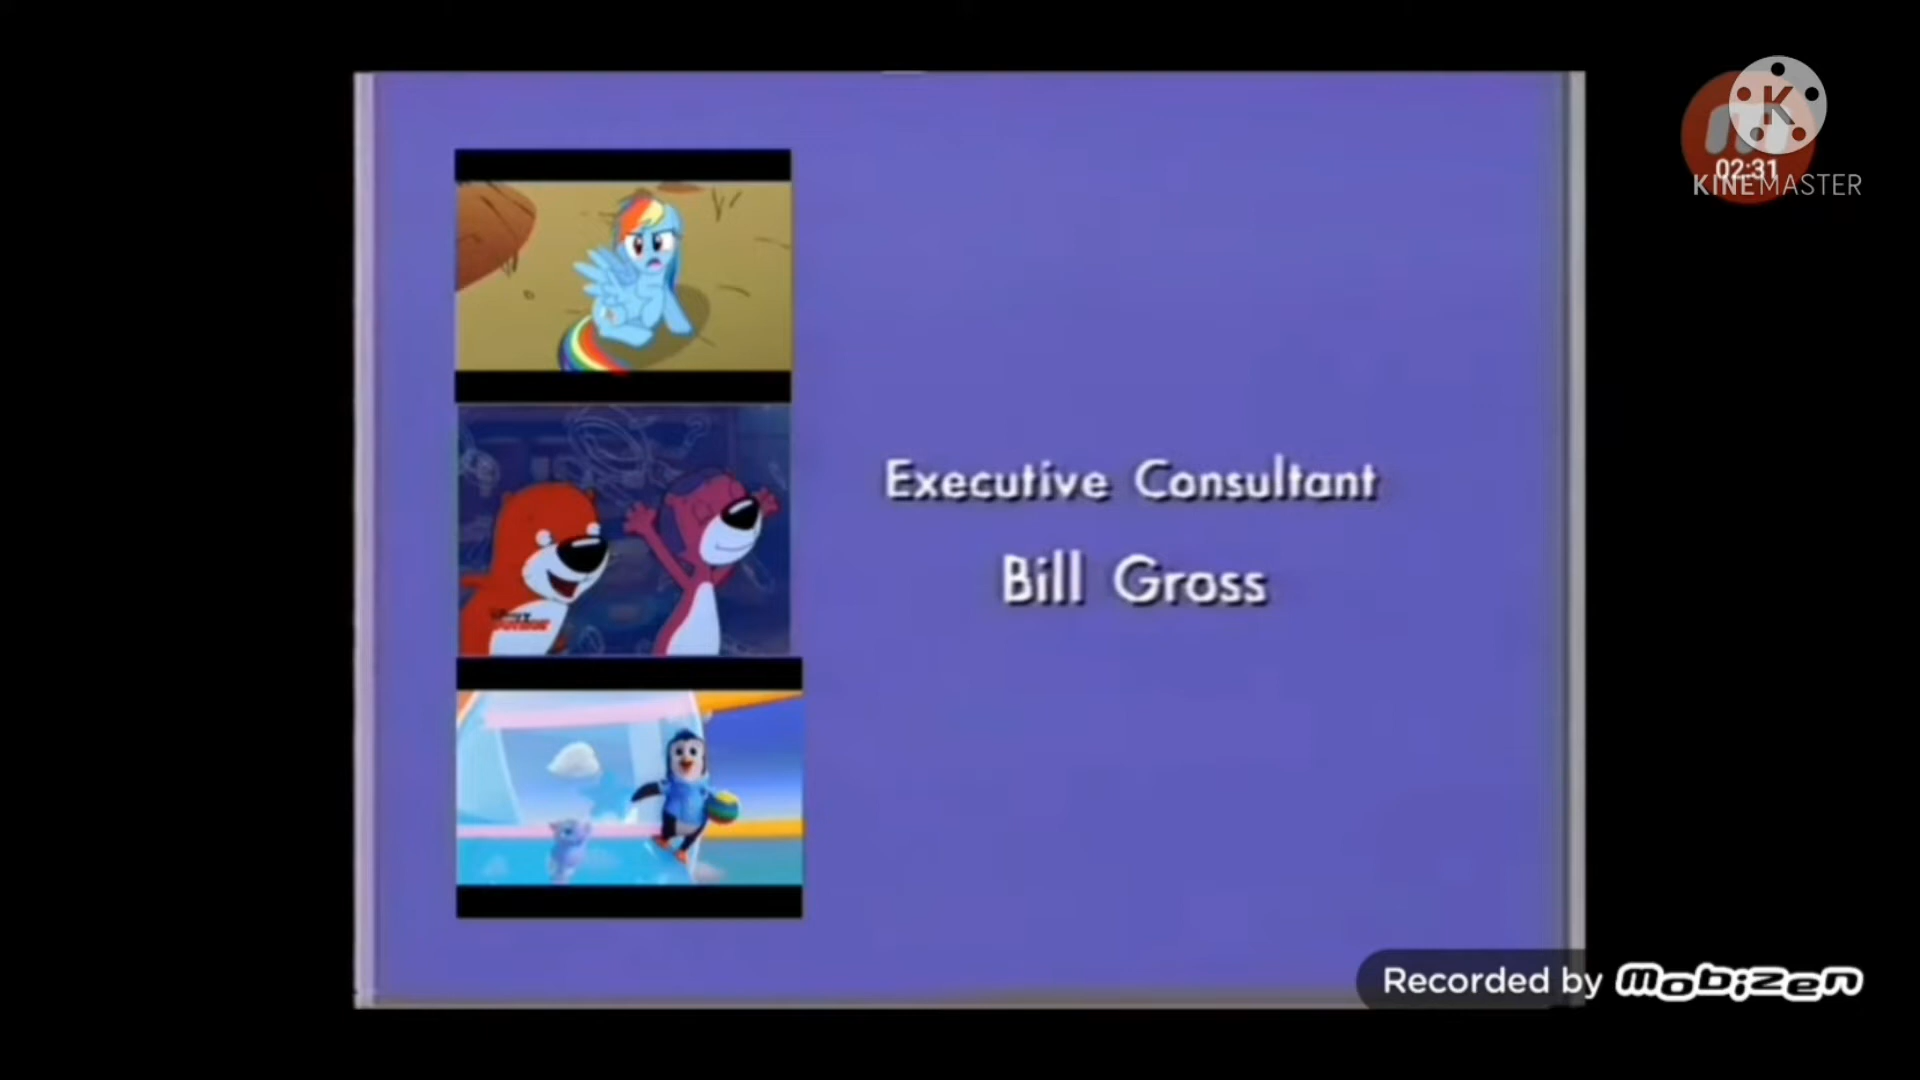 K
02:31
KINEMASTER
Executive Consultant
Bill Gross
Recorded by mobizen